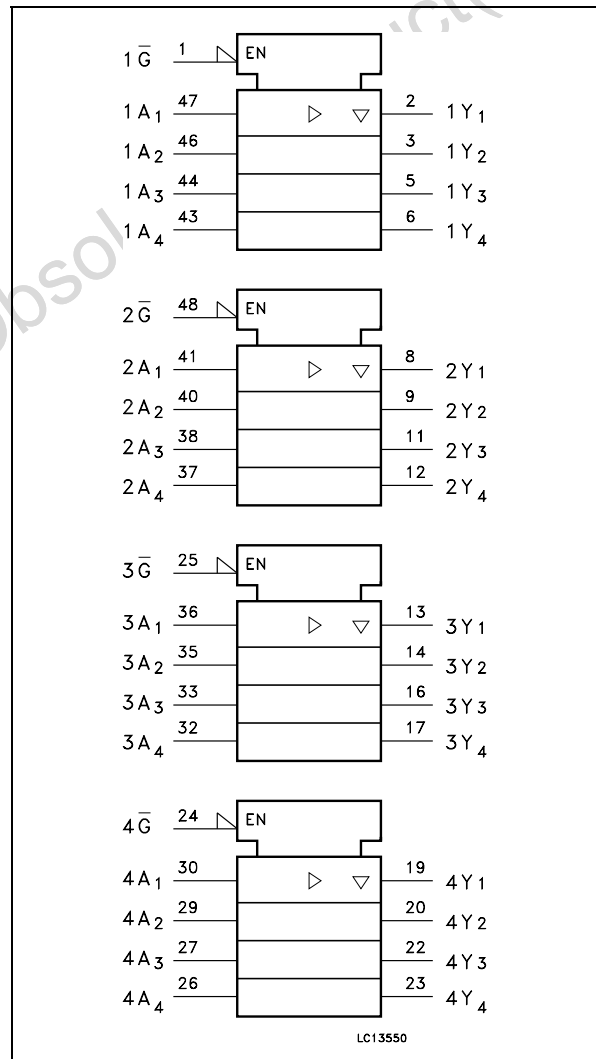 1G̅ 1 EN
1A1 47 2 1Y1
1A2 46 3 1Y2
1A3 44 5 1Y3
1A4 43 6 1Y4
2G̅ 48 EN
2A1 41 8 2Y1
2A2 40 9 2Y2
2A3 38 11 2Y3
2A4 37 12 2Y4
3G̅ 25 EN
3A1 36 13 3Y1
3A2 35 14 3Y2
3A3 33 16 3Y3
3A4 32 17 3Y4
4G̅ 24 EN
4A1 30 19 4Y1
4A2 29 20 4Y2
4A3 27 22 4Y3
4A4 26 23 4Y4
LC13550